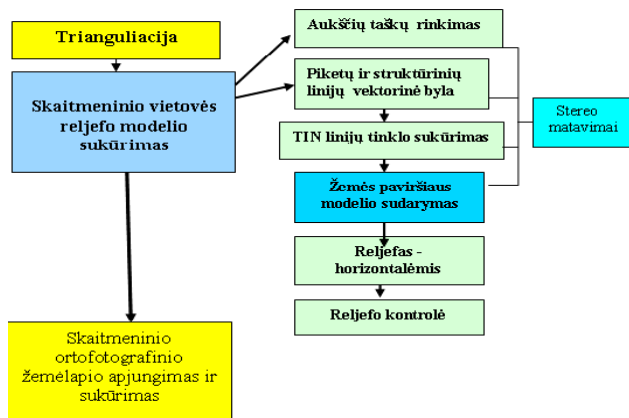 Trianguliacija
Skaitmeninio vietovės
reljefo modelio
sukūrimas
Skaitmeninio
ortofotografinio
žemėlapio apjungimas ir
sukūrimas
Aukščių taškų rinkimas
Piketų ir struktūrinių
linijų vektorinė byla
TIN linijų tinklo sukūrimas
Žemės paviršiaus
modelio sudarymas
Reljefas -
horizontalėmis
Reljefo kontrolė
Stereo
matavimai